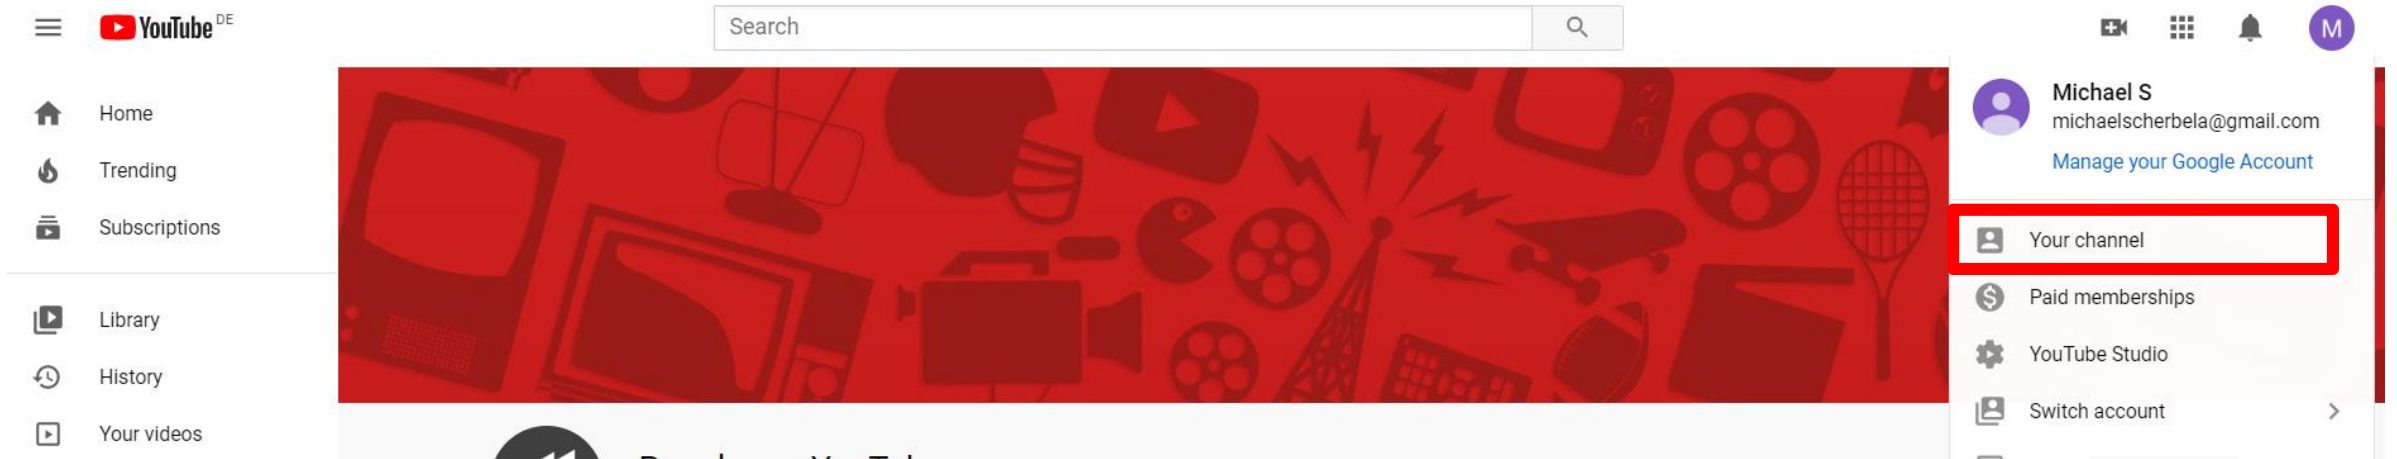 YouTube DE
Search
M
Home
Trending
Subscriptions
Library
History
Your videos
Michael S
michaelscherbela@gmail.com
Manage your Google Account
Your channel
Paid memberships
YouTube Studio
Switch account